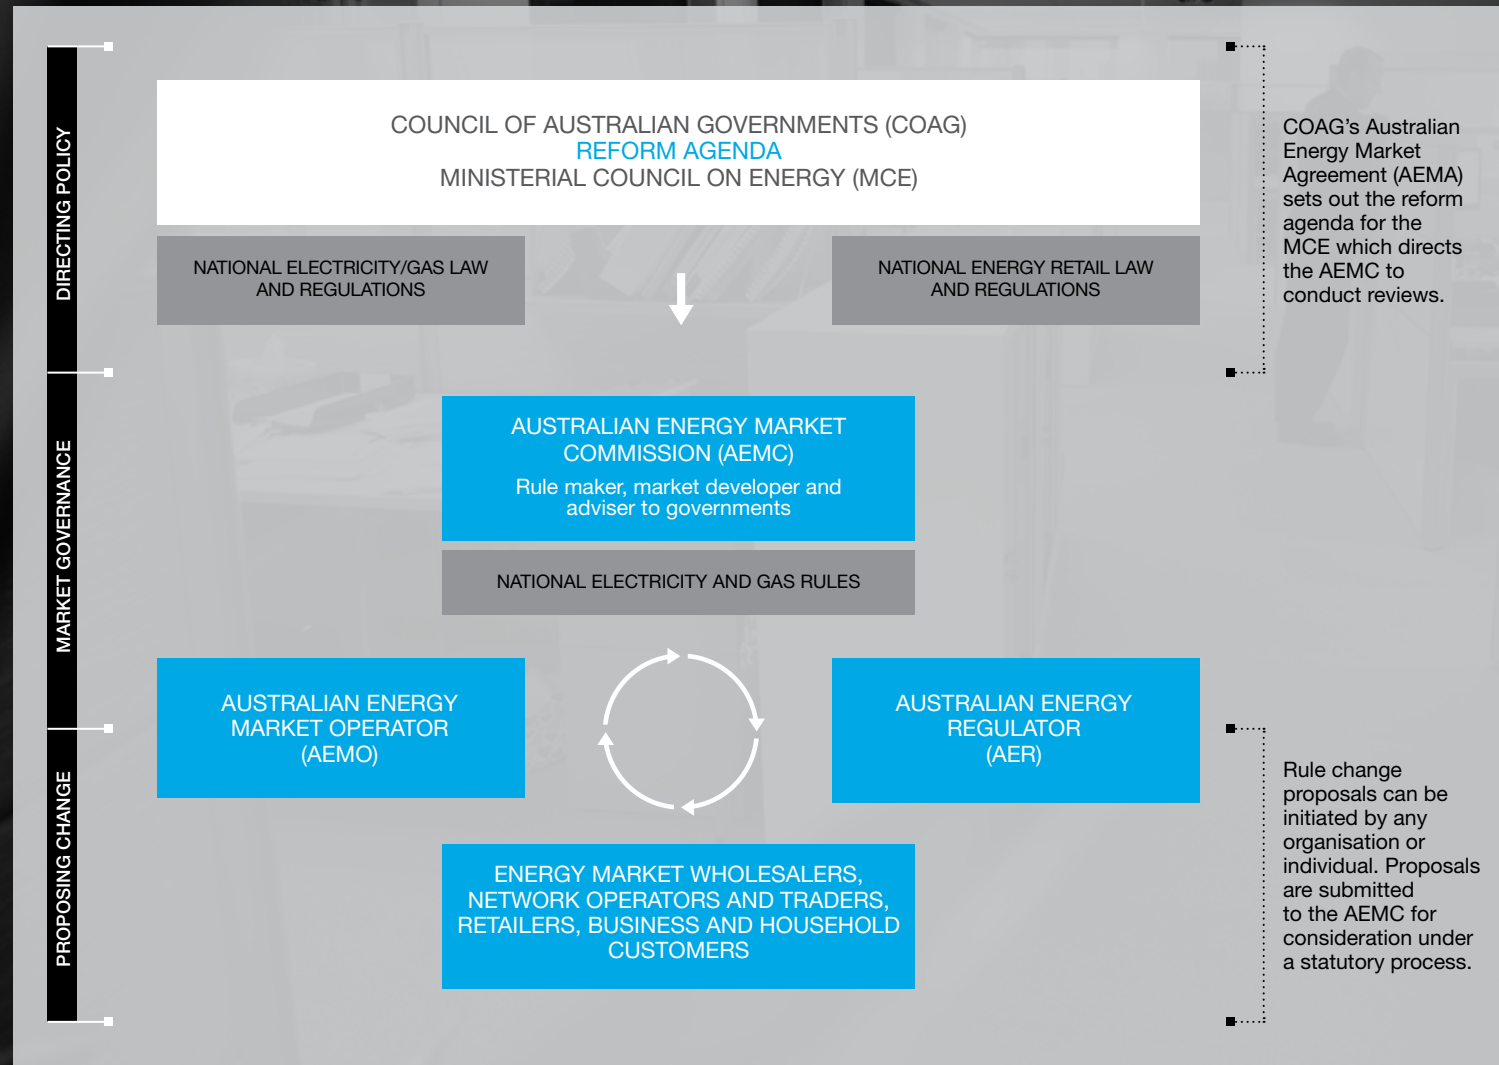 DIRECTING POLICY
COUNCIL OF AUSTRALIAN GOVERNMENTS (COAG)
REFORM AGENDA
MINISTERIAL COUNCIL ON ENERGY (MCE)
NATIONAL ELECTRICITY/GAS LAW
AND REGULATIONS
NATIONAL ENERGY RETAIL LAW
AND REGULATIONS
COAG’s Australian
Energy Market
Agreement (AEMA)
sets out the reform
agenda for the
MCE which directs
the AEMC to
conduct reviews.
MARKET GOVERNANCE
AUSTRALIAN ENERGY MARKET
COMMISSION (AEMC)
Rule maker, market developer and
adviser to governments
NATIONAL ELECTRICITY AND GAS RULES
AUSTRALIAN ENERGY
MARKET OPERATOR
(AEMO)
AUSTRALIAN ENERGY
REGULATOR
(AER)
PROPOSING CHANGE
ENERGY MARKET WHOLESALERS,
NETWORK OPERATORS AND TRADERS,
RETAILERS, BUSINESS AND HOUSEHOLD
CUSTOMERS
Rule change
proposals can be
initiated by any
organisation or
individual. Proposals
are submitted
to the AEMC for
consideration under
a statutory process.